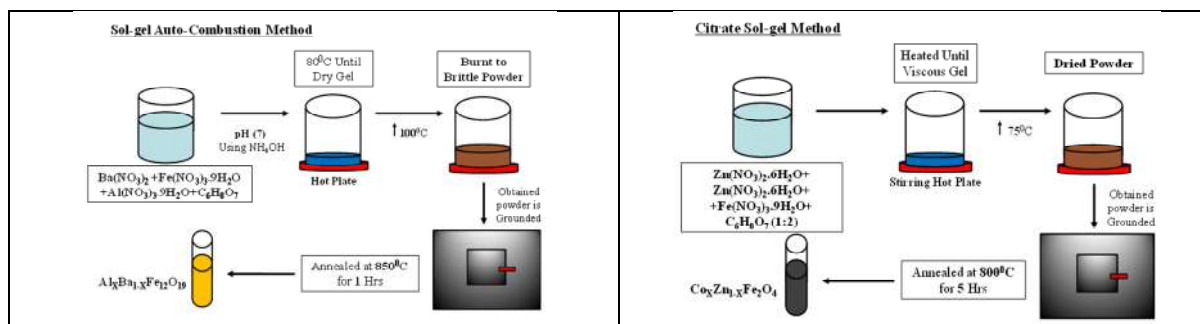 Sol-gel Auto-Combustion Method
80⁰C Until
Dry Gel
Burnt to
Brittle Powder
pH (7)
Using NH₄OH
↑ 100⁰C
Ba(NO₃)₂ +Fe(NO₃)₃.9H₂O
+Al(NO₃)₃.9H₂O+C₆H₈O₇
Hot Plate
Obtained
powder is
Grounded
AlₓBa₁₋ₓFe₁₂O₁₉
Annealed at 850⁰C
for 1 Hrs
Citrate Sol-gel Method
Heated Until
Viscous Gel
Dried Powder
↑ 75⁰C
Zn(NO₃)₂.6H₂O+
Zn(NO₃)₂.6H₂O+
+Fe(NO₃)₃.9H₂O+
C₆H₈O₇ (1:2)
Stirring Hot Plate
Obtained
powder is
Grounded
CoₓZn₁₋ₓFe₂O₄
Annealed at 800⁰C
for 5 Hrs